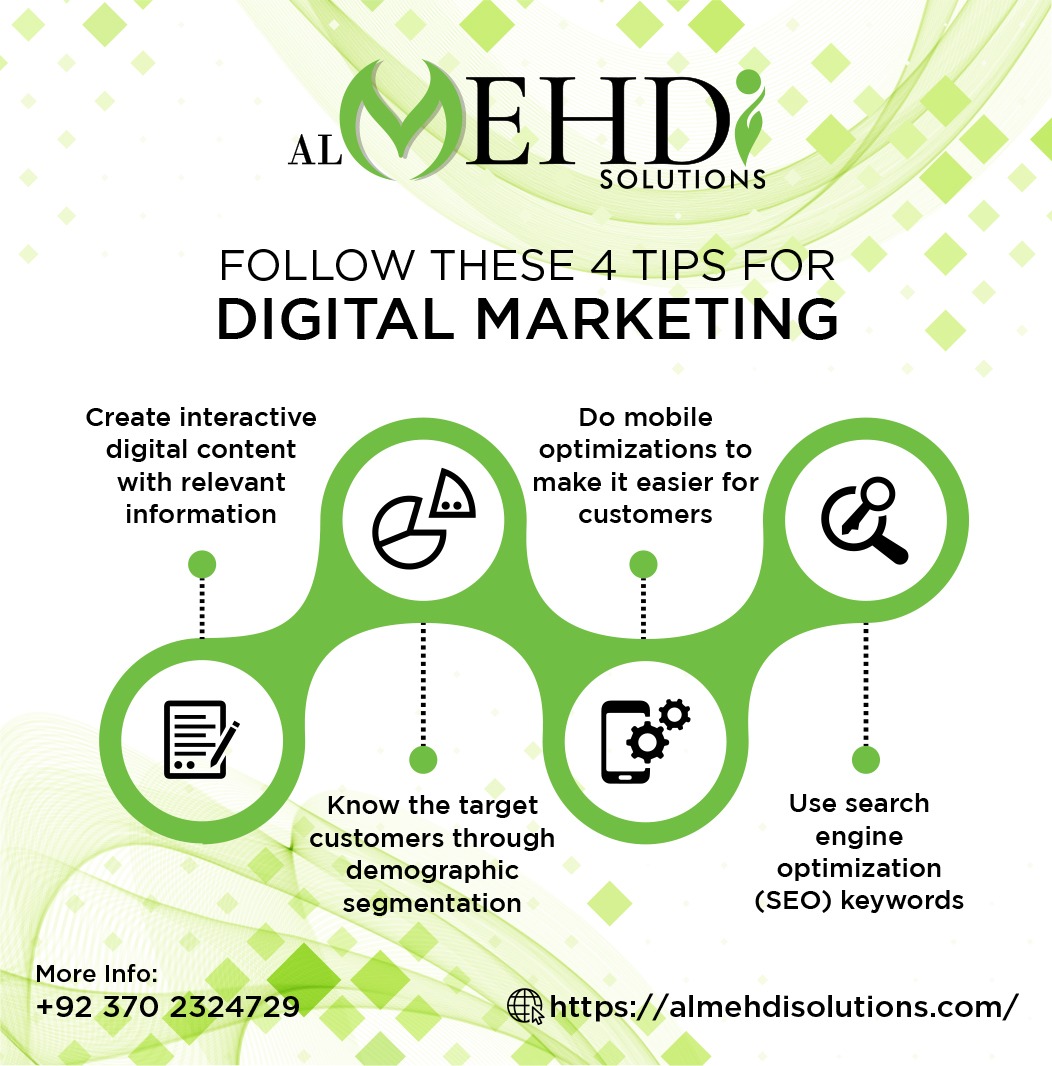 AL MEHDi
SOLUTIONS
FOLLOW THESE 4 TIPS FOR
DIGITAL MARKETING
Create interactive
digital content
with relevant
information
Know the target
customers through
demographic
segmentation
Do mobile
optimizations to
make it easier for
customers
Use search
engine
optimization
(SEO) keywords
More Info:
+92 370 2324729
https://almehdisolutions.com/